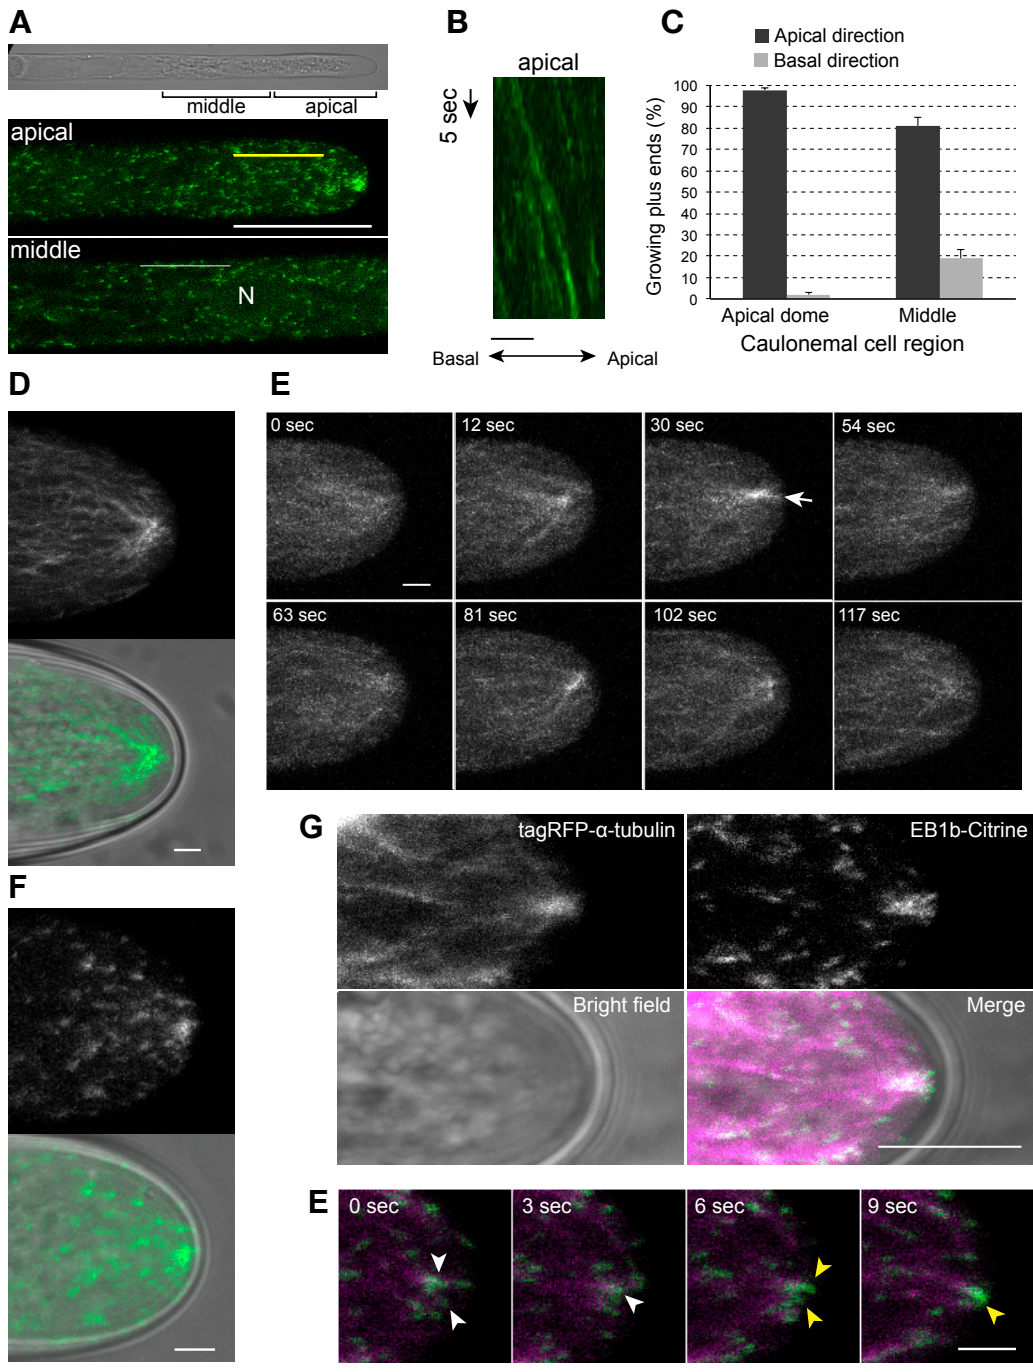 A
middle
apical
apical
middle
N
B
apical
5 sec
Basal
Apical
C
Apical direction
Basal direction
Growing plus ends (%)
100
90
80
70
60
50
40
30
20
10
0
Apical dome
Middle
Caulonemal cell region
D
E
0 sec
12 sec
30 sec
54 sec
63 sec
81 sec
102 sec
117 sec
F
G
tagRFP-α-tubulin
EB1b-Citrine
Bright field
Merge
E
0 sec
3 sec
6 sec
9 sec